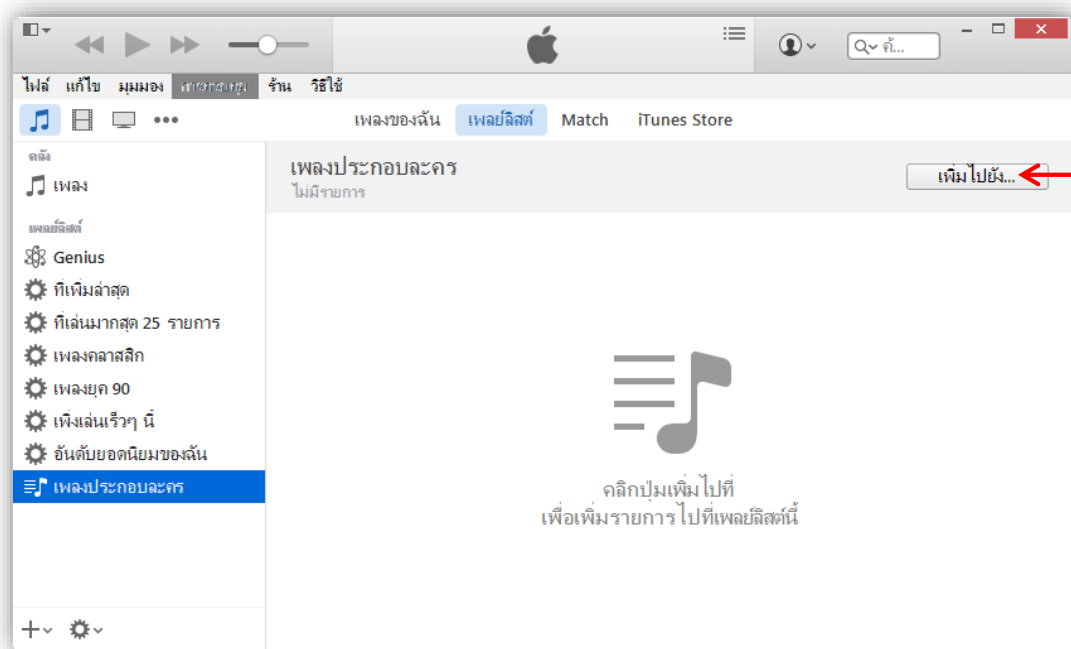 ค้...
ไฟล์ แก้ไข มุมมอง การควบคุม ร้าน วิธีใช้
เพลงของฉัน เพลย์ลิสต์ Match iTunes Store
คลัง
เพลง
เพลย์ลิสต์
Genius
ที่เพิ่มล่าสุด
ที่เล่นมากสุด 25 รายการ
เพลงคลาสสิก
เพลงยุค 90
เพิ่งเล่นเร็วๆ นี้
อันดับยอดนิยมของฉัน
เพลงประกอบละคร
เพลงประกอบละคร
ไม่มีรายการ
เพิ่มไปยัง...
คลิกปุ่มเพิ่มไปที่
เพื่อเพิ่มรายการไปที่เพลย์ลิสต์นี้